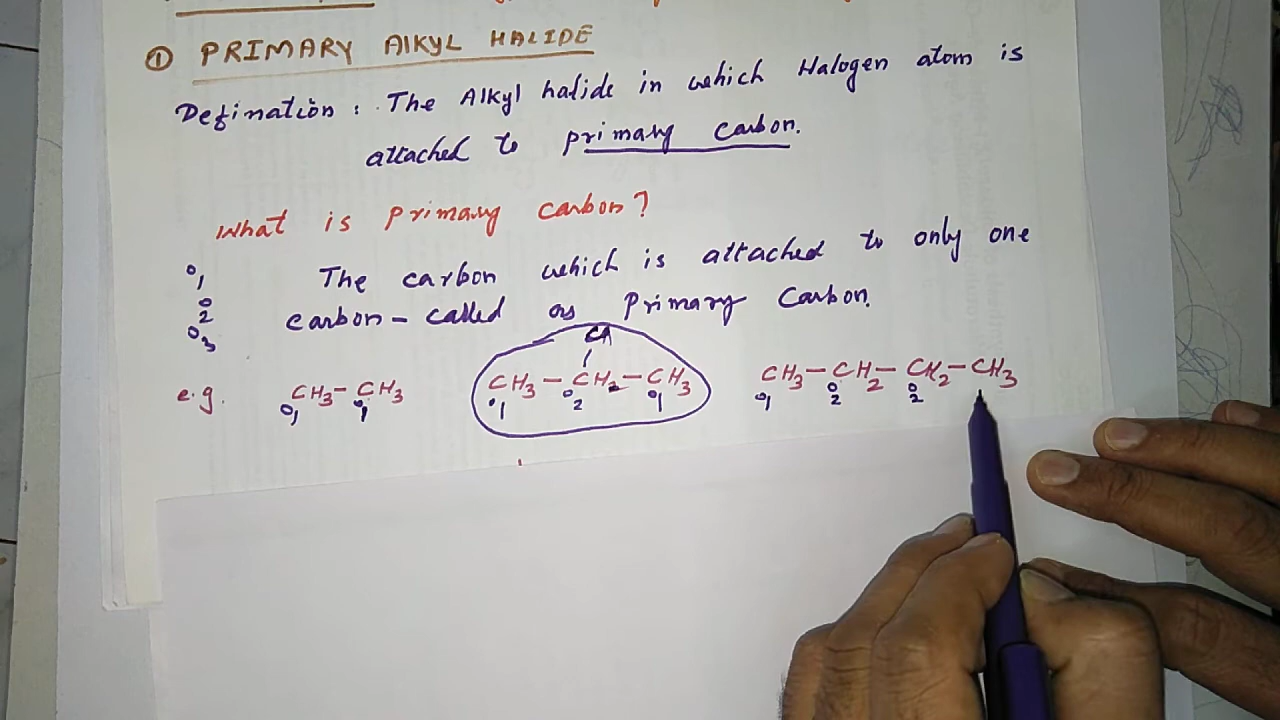 ① PRIMARY AlKYL HALIDE
Defination : The Alkyl halide in which Halogen atom is
attached to primary carbon.
What is Primary carbon?
°1 The carbon which is attached to only one
°2 carbon – called as Primary Carbon.
°3
e.g. CH3 – CH3 CH3 – CH2 – CH3 CH3 – CH2 – CH2 – CH3
°1 °1 °1 °2 °1 °1 °2 °2